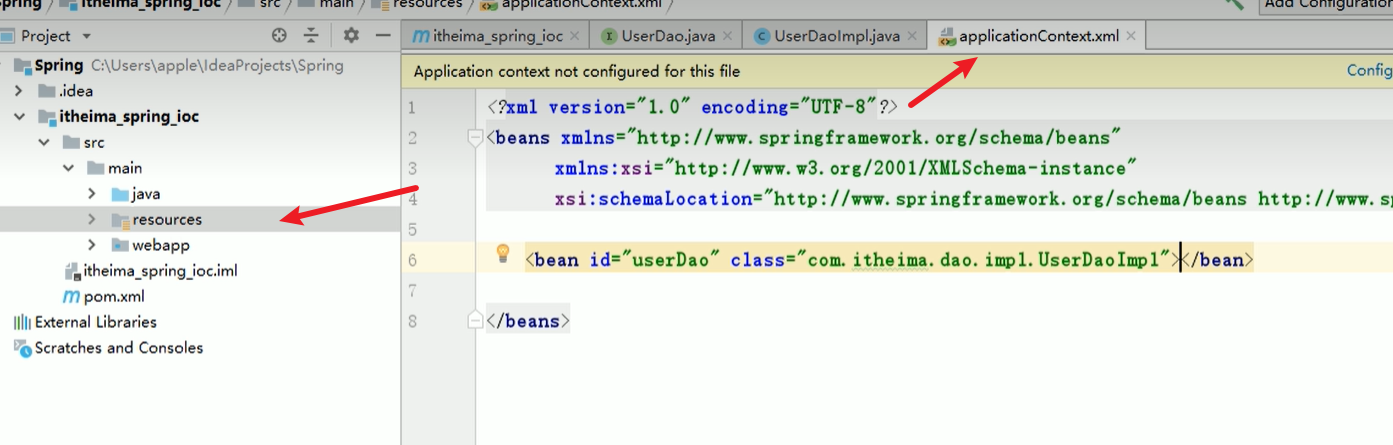 Spring itheima_spring_ioc src main resources applicationContext.xml Add Configuration
Project
itheima_spring_ioc UserDao.java UserDaoImpl.java applicationContext.xml
Spring C:\Users\apple\IdeaProjects\Spring
.idea
itheima_spring_ioc
src
main
java
resources
webapp
itheima_spring_ioc.iml
pom.xml
External Libraries
Scratches and Consoles
Application context not configured for this file Config
1 <?xml version="1.0" encoding="UTF-8"?>
2 <beans xmlns="http://www.springframework.org/schema/beans"
3 xmlns:xsi="http://www.w3.org/2001/XMLSchema-instance"
4 xsi:schemaLocation="http://www.springframework.org/schema/beans http://www.sp
5
6 <bean id="userDao" class="com.itheima.dao.impl.UserDaoImpl"></bean>
7
8 </beans>